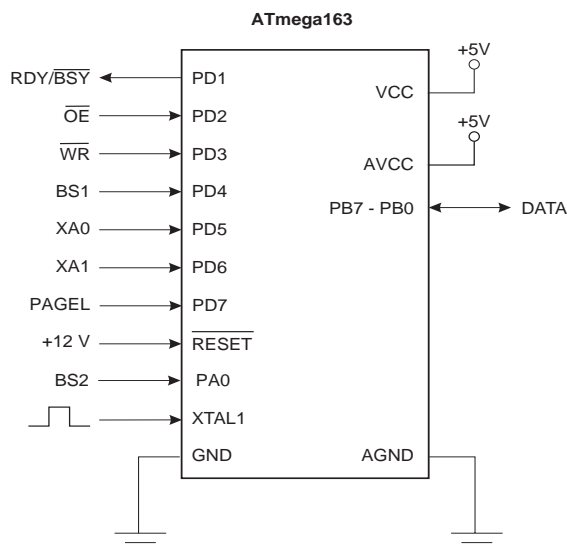 ATmega163
+5V
RDY/BSY PD1
VCC
OE PD2
+5V
WR PD3
AVCC
BS1 PD4
PB7 - PB0 DATA
XA0 PD5
XA1 PD6
PAGEL PD7
+12 V RESET
BS2 PA0
XTAL1
GND AGND